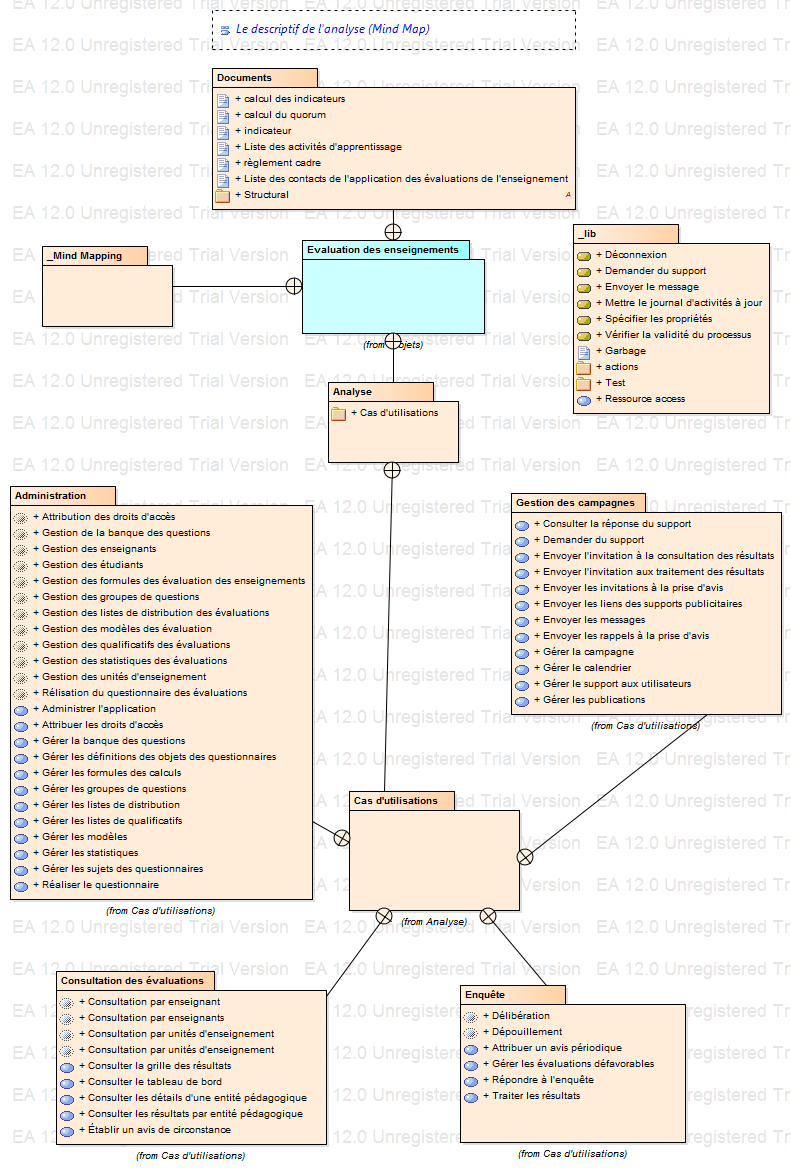 Le descriptif de l'analyse (Mind Map)
Documents
+ calcul des indicateurs
+ calcul du quorum
+ indicateur
+ Liste des activités d'apprentissage
+ règlement cadre
+ Liste des contacts de l'application des évaluations de l'enseignement
+ Structural
A
_Mind Mapping
Evaluation des enseignements
_lib
+ Déconnexion
+ Demander du support
+ Envoyer le message
+ Mettre le journal d'activités à jour
+ Spécifier les propriétés
+ Vérifier la validité du processus
+ Garbage
+ actions
+ Test
+ Ressource access
Analyse
+ Cas d'utilisations
Administration
+ Attribution des droits d'accès
+ Gestion de la banque des questions
+ Gestion des enseignants
+ Gestion des étudiants
+ Gestion des formules des évaluation des enseignements
+ Gestion des groupes de questions
+ Gestion des listes de distribution des évaluations
+ Gestion des modèles des évaluation
+ Gestion des qualificatifs des évaluations
+ Gestion des statistiques des évaluations
+ Gestion des unités d'enseignement
+ Rélisation du questionnaire des évaluations
+ Administrer l'application
+ Attribuer les droits d'accès
+ Gérer la banque des questions
+ Gérer les définitions des objets des questionnaires
+ Gérer les formules des calculs
+ Gérer les groupes de questions
+ Gérer les listes de distribution
+ Gérer les listes de qualificatifs
+ Gérer les modèles
+ Gérer les statistiques
+ Gérer les sujets des questionnaires
+ Réaliser le questionnaire
(from Cas d'utilisations)
Gestion des campagnes
+ Consulter la réponse du support
+ Demander du support
+ Envoyer l'invitation à la consultation des résultats
+ Envoyer l'invitation aux traitement des résultats
+ Envoyer les invitations à la prise d'avis
+ Envoyer les liens des supports publicitaires
+ Envoyer les messages
+ Envoyer les rappels à la prise d'avis
+ Gérer la campagne
+ Gérer le calendrier
+ Gérer le support aux utilisateurs
+ Gérer les publications
(from Cas d'utilisations)
Cas d'utilisations
(from Analyse)
Consultation des évaluations
+ Consultation par enseignant
+ Consultation par enseignants
+ Consultation par unités d'enseignement
+ Consultation par unités d'enseignement
+ Consulter la grille des résultats
+ Consulter le tableau de bord
+ Consulter les détails d'une entité pédagogique
+ Consulter les résultats par entité pédagogique
+ Établir un avis de circonstance
(from Cas d'utilisations)
Enquête
+ Délibération
+ Dépouillement
+ Attribuer un avis périodique
+ Gérer les évaluations défavorables
+ Répondre à l'enquête
+ Traiter les résultats
(from Cas d'utilisations)
EA 12.0 Unregistered Trial Version